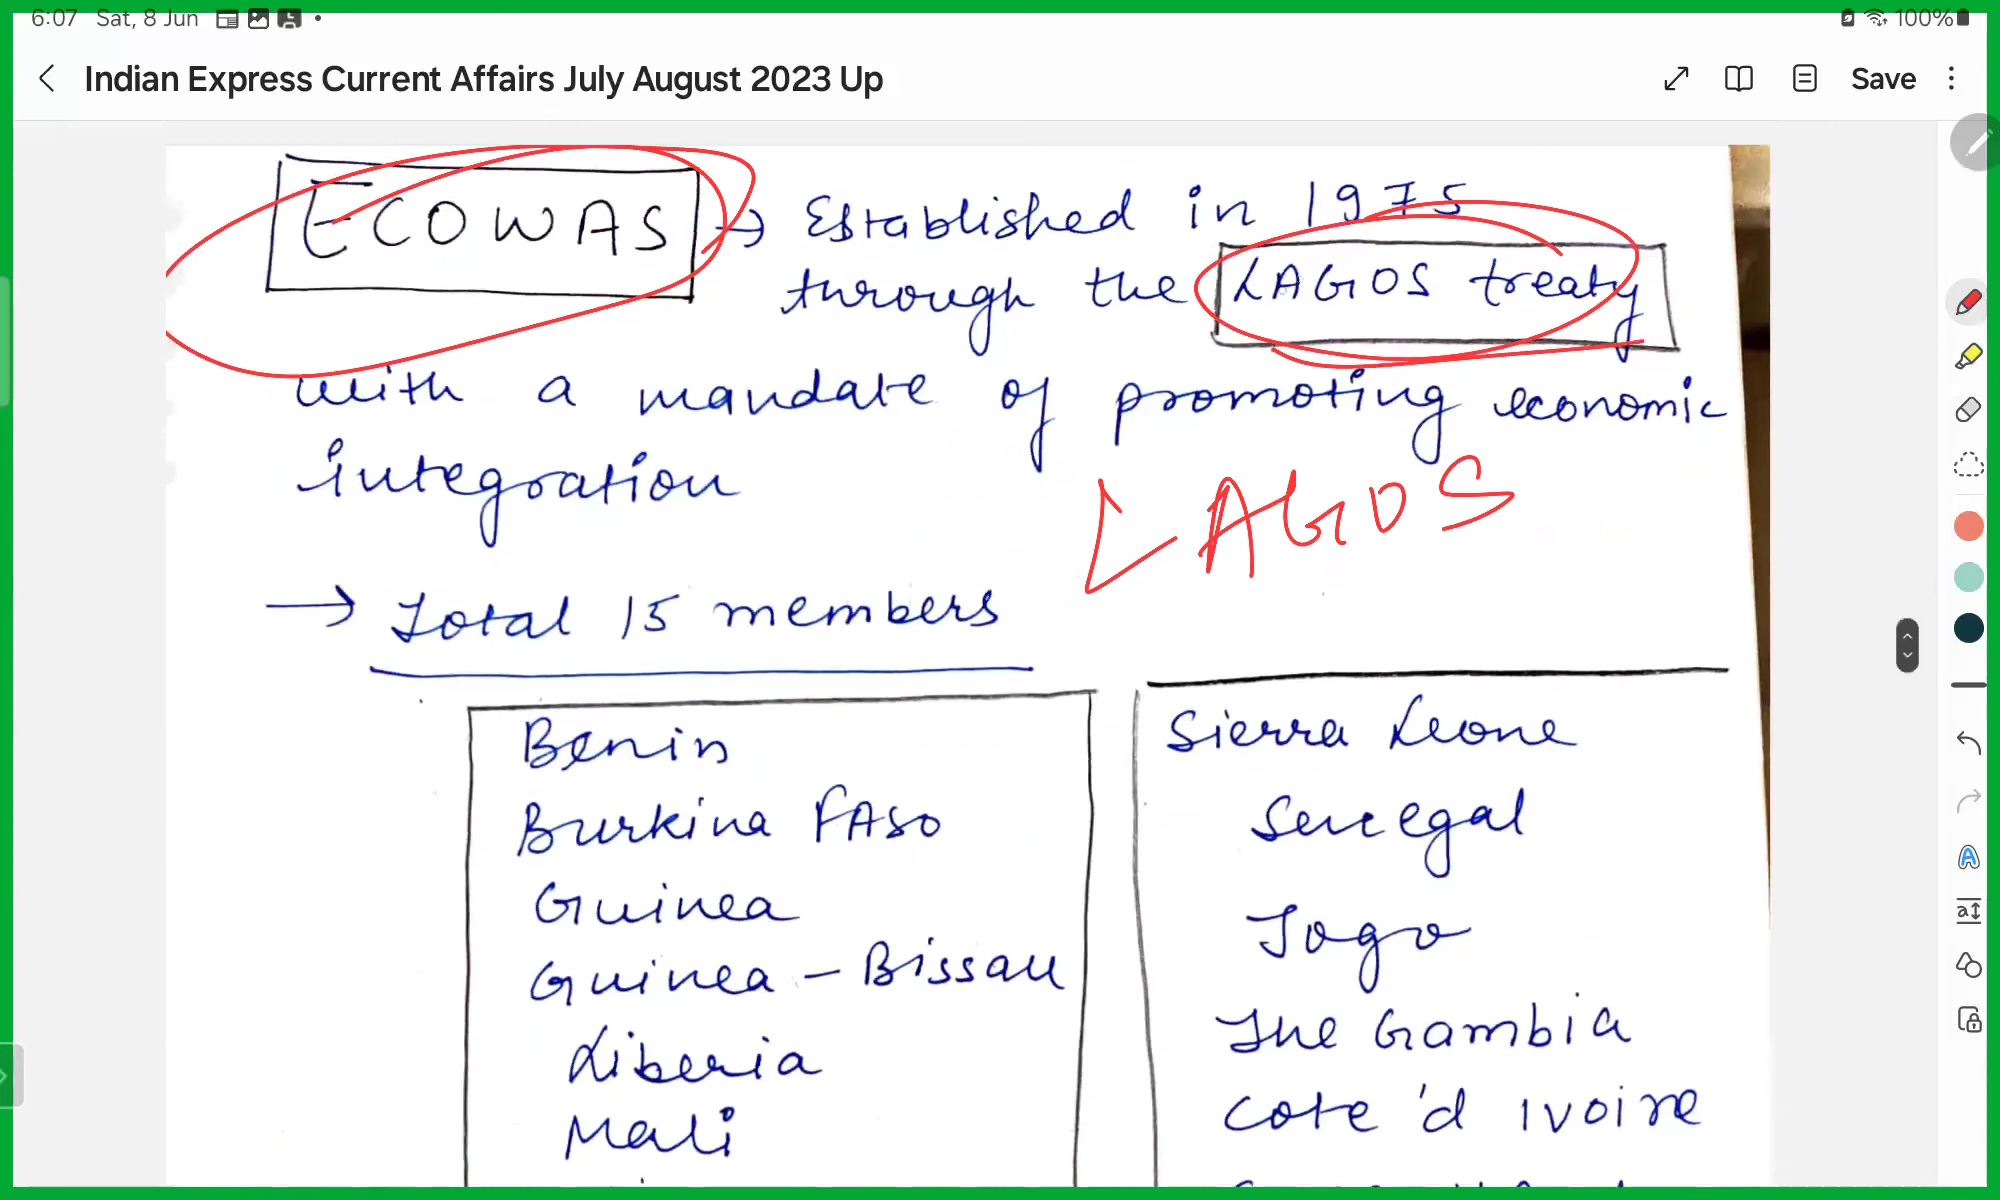 6:07 Sat, 8 Jun
100%
Indian Express Current Affairs July August 2023 Up
Save
ECOWAS → Established in 1975
through the LAGOS treaty
with a mandate of promoting economic
integration
LAGOS
→ Total 15 members
Benin
Burkina FASO
Guinea
Guinea - Bissau
Liberia
Mali
Sierra Leone
Senegal
Togo
The Gambia
Cote 'd IVoire